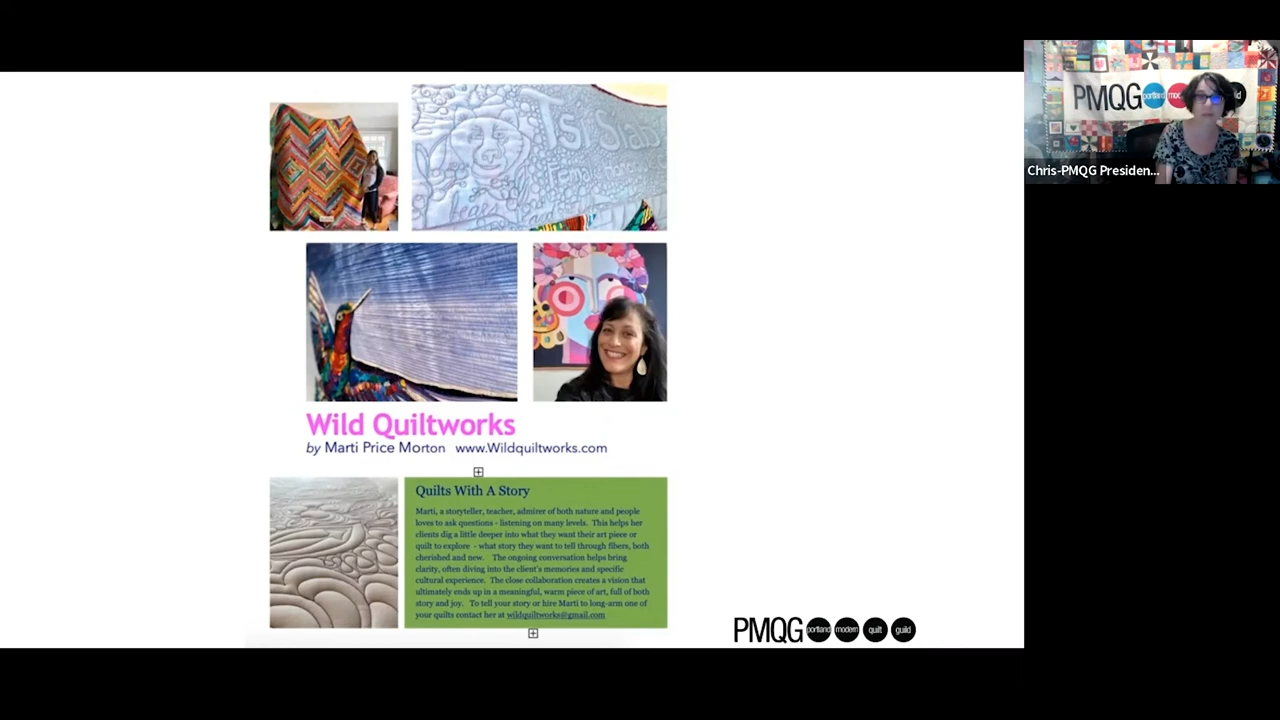 PMQG portland
Chris-PMQG Presiden...
Tsi Slab
Wild Quiltworks
by Marti Price Morton www.Wildquiltworks.com
Quilts With A Story
Marti, a storyteller, teacher, admirer of both nature and people
loves to ask questions - listening on many levels. This helps her
clients dig a little deeper into what they want their art piece or
quilt to explore - what story they want to tell through fibers, both
cherished and new. The ongoing conversation helps bring
clarity, often diving into the client's memories and specific
cultural experience. The close collaboration creates a vision that
ultimately ends up in a meaningful, warm piece of art, full of both
story and joy. To tell your story or hire Marti to long-arm one of
your quilts contact her at wildquiltworks@gmail.com
PMQG portland modern quilt guild